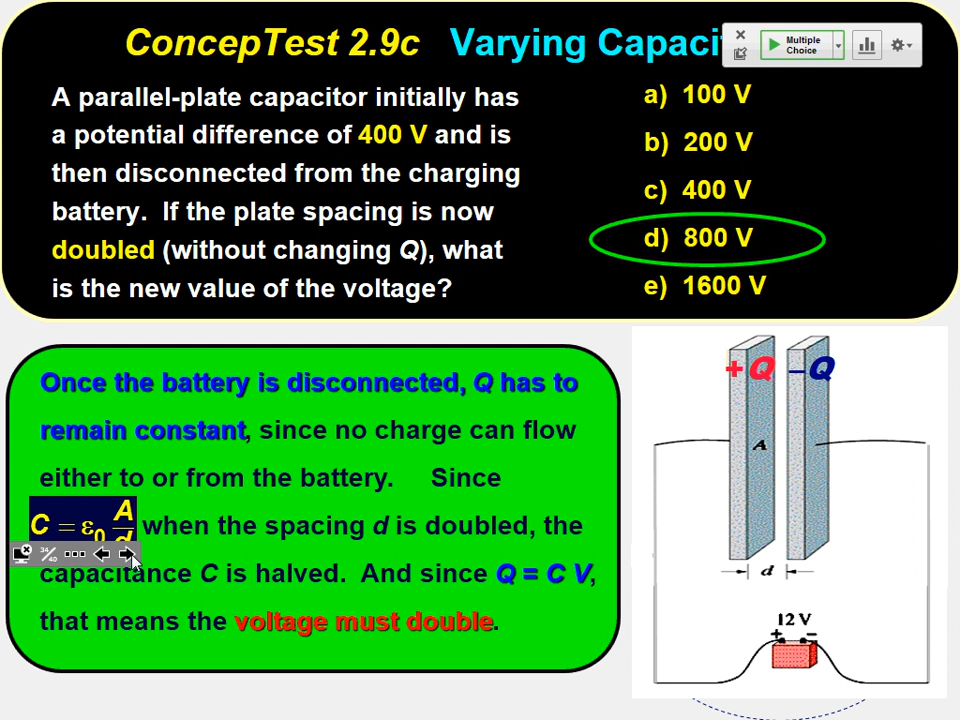 ConcepTest 2.9c Varying Capaci
Multiple
Choice
A parallel-plate capacitor initially has
a potential difference of 400 V and is
then disconnected from the charging
battery. If the plate spacing is now
doubled (without changing Q), what
is the new value of the voltage?
a) 100 V
b) 200 V
c) 400 V
d) 800 V
e) 1600 V
Once the battery is disconnected, Q has to
remain constant, since no charge can flow
either to or from the battery. Since
C = ε0 A/d when the spacing d is doubled, the
34/40
capacitance C is halved. And since Q = C V,
that means the voltage must double.
+Q –Q
A
d
12 V
+ –